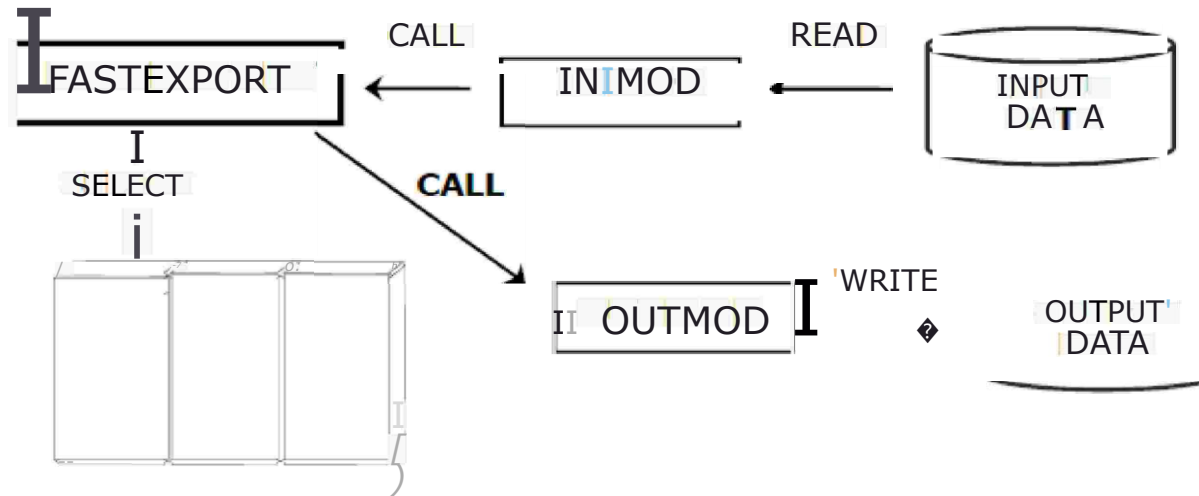 CALL
READ
FASTEXPORT
INIMOD
INPUT
DATA
SELECT
CALL
'WRITE
OUTMOD
OUTPUT'
DATA